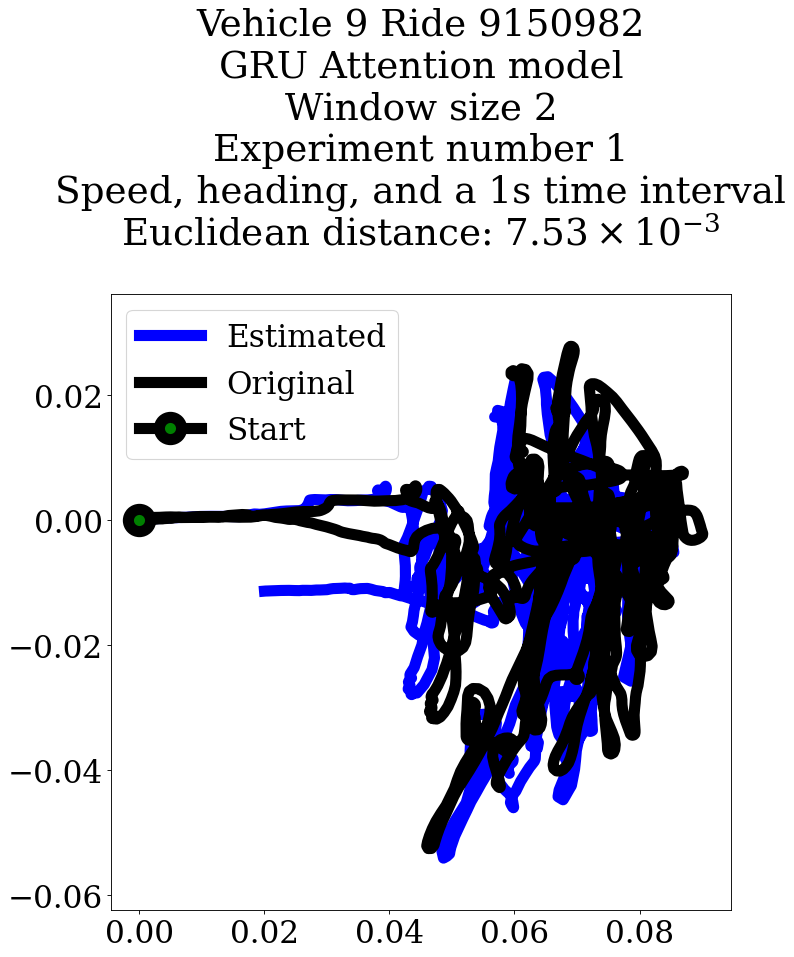 Vehicle 9 Ride 9150982
GRU Attention model
Window size 2
Experiment number 1
Speed, heading, and a 1s time interval
Euclidean distance: 7.53 × 10⁻³
Estimated
Original
Start
0.02
0.00
−0.02
−0.04
−0.06
0.00 0.02 0.04 0.06 0.08